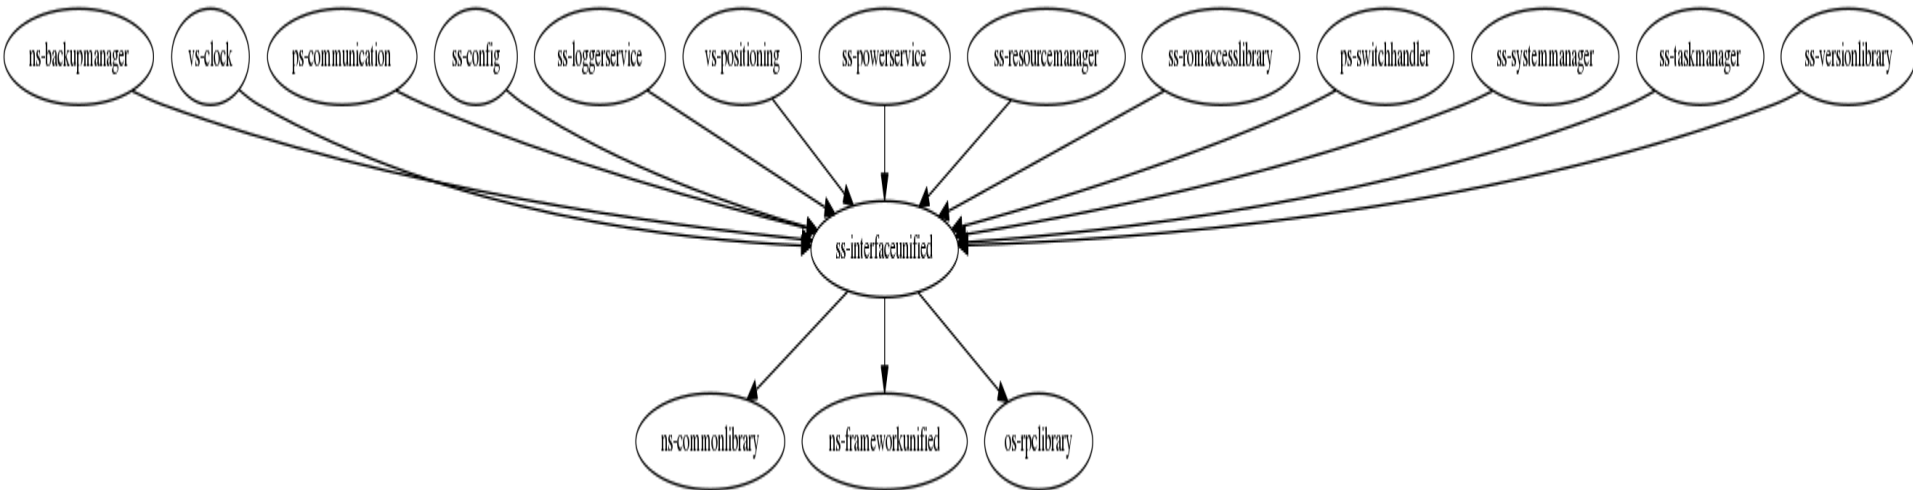 ns-backupmanager
vs-clock
ps-communication
ss-config
ss-loggerservice
vs-positioning
ss-powerservice
ss-resourcemanager
ss-romaccesslibrary
ps-switchhandler
ss-systemmanager
ss-taskmanager
ss-versionlibrary
ss-interfaceunified
ns-commonlibrary
ns-frameworkunified
os-rpclibrary